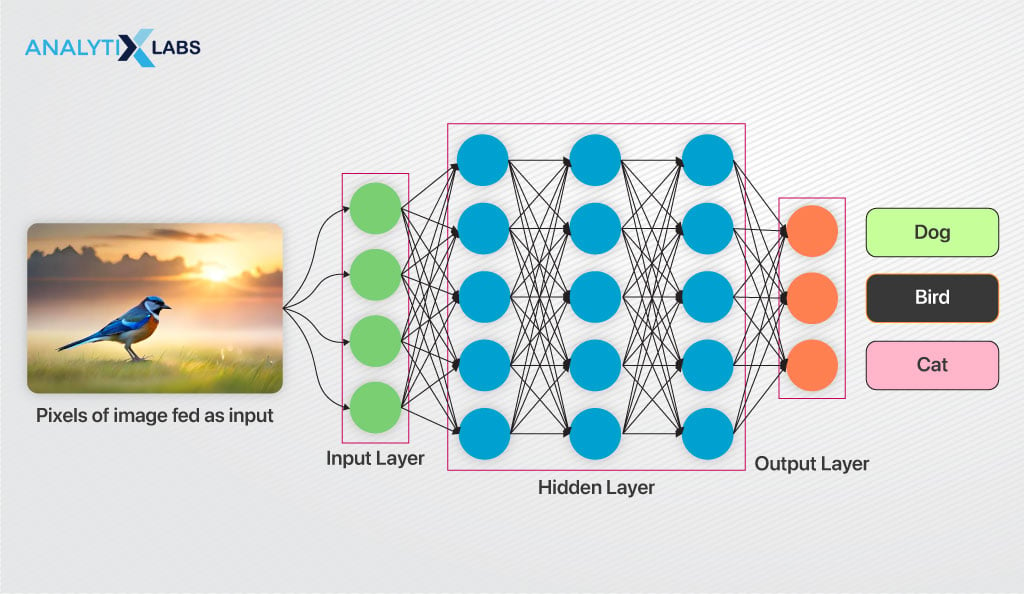 ANALYTIX LABS
Pixels of image fed as input
Input Layer
Hidden Layer
Output Layer
Dog
Bird
Cat